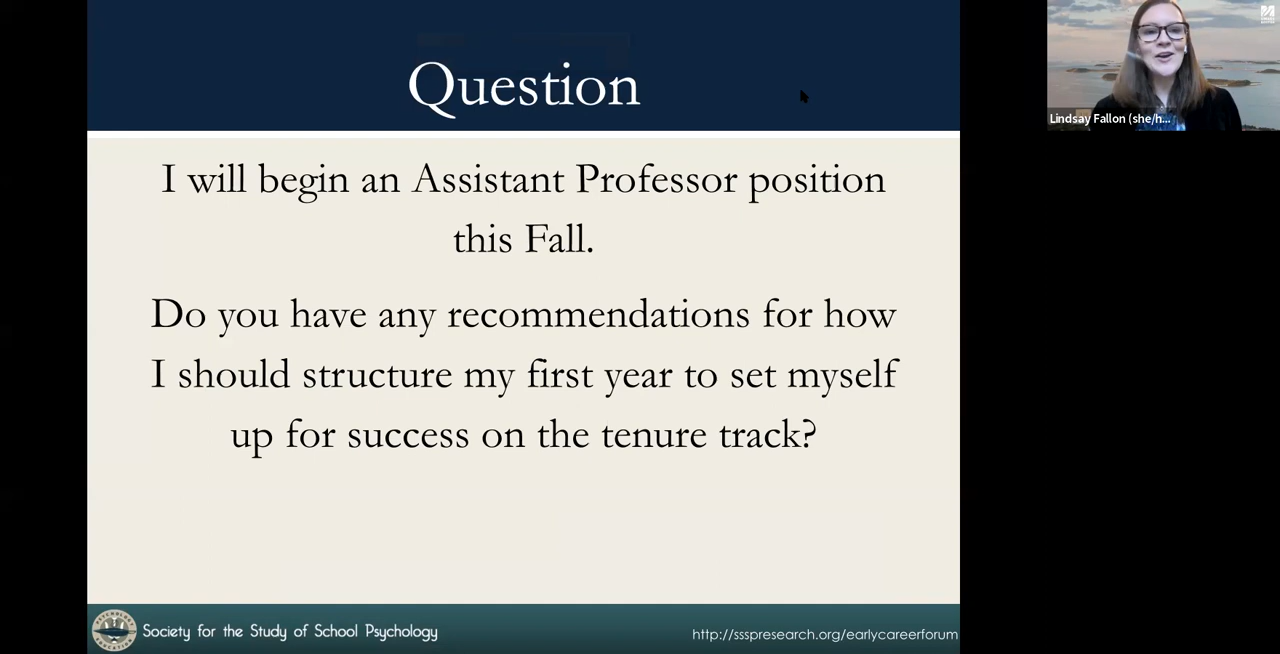 Question
I will begin an Assistant Professor position
this Fall.
Do you have any recommendations for how
I should structure my first year to set myself
up for success on the tenure track?
Society for the Study of School Psychology
http://ssspresearch.org/earlycareerforum
Lindsay Fallon (she/h...